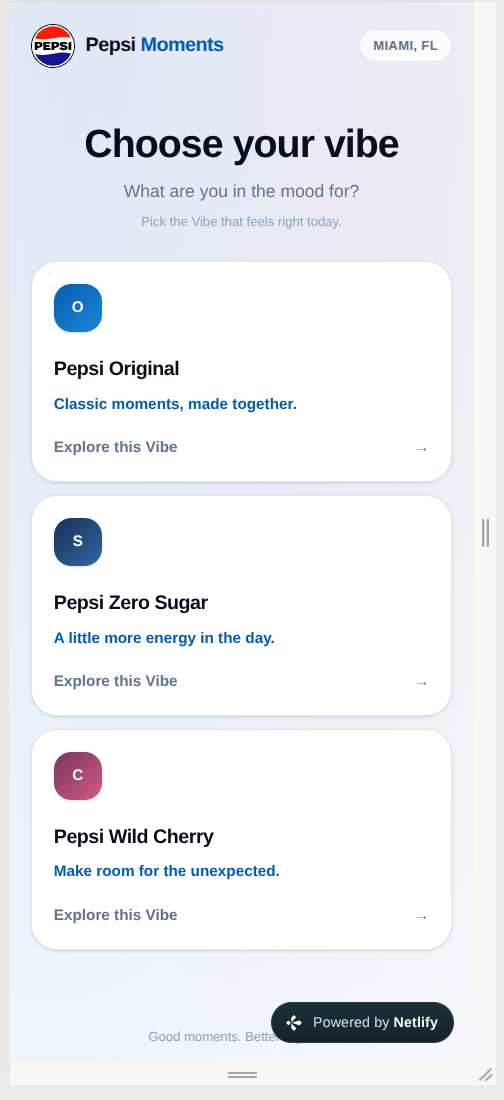 PEPSI
Pepsi Moments
MIAMI, FL
Choose your vibe
What are you in the mood for?
Pick the Vibe that feels right today.
O
Pepsi Original
Classic moments, made together.
Explore this Vibe →
S
Pepsi Zero Sugar
A little more energy in the day.
Explore this Vibe →
C
Pepsi Wild Cherry
Make room for the unexpected.
Explore this Vibe →
Powered by Netlify
Good moments.